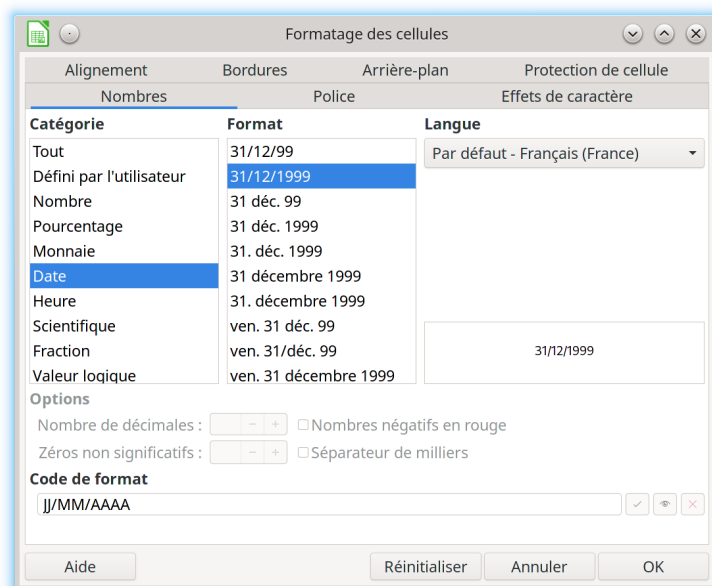 Formatage des cellules
Alignement Bordures Arrière-plan Protection de cellule
Nombres Police Effets de caractère
Catégorie Format Langue
Tout 31/12/99 Par défaut - Français (France)
Défini par l'utilisateur 31/12/1999
Nombre 31 déc. 99
Pourcentage 31 déc. 1999
Monnaie 31. déc. 1999
Date 31 décembre 1999
Heure 31. décembre 1999
Scientifique ven. 31 déc. 99
Fraction ven. 31/déc. 99 31/12/1999
Valeur logique ven. 31 décembre 1999
Options
Nombre de décimales : − + Nombres négatifs en rouge
Zéros non significatifs : − + Séparateur de milliers
Code de format
JJ/MM/AAAA
Aide Réinitialiser Annuler OK